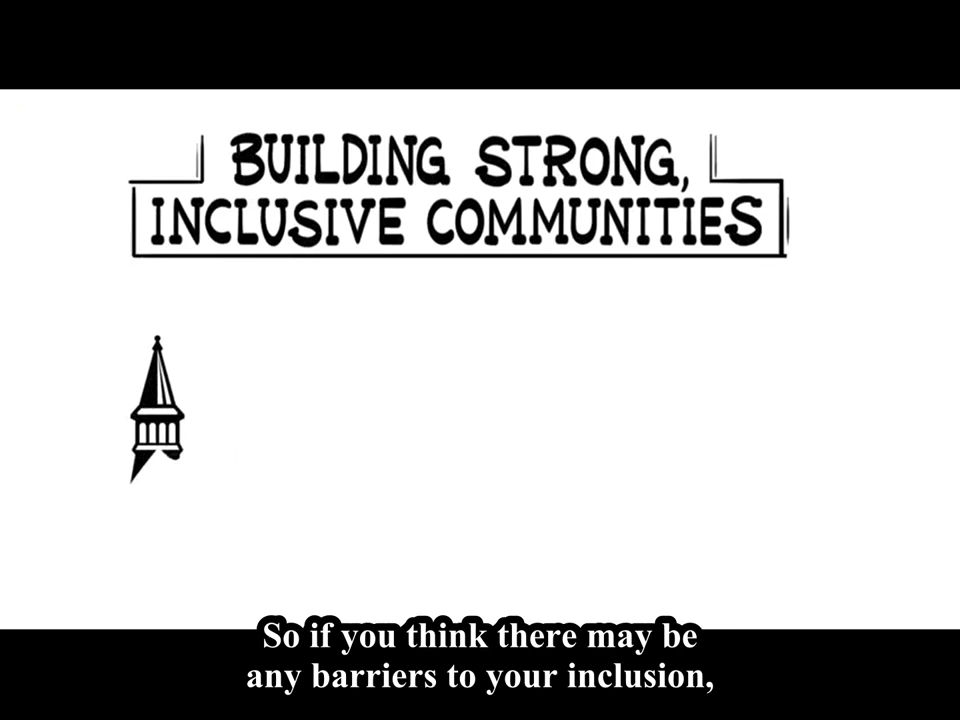 BUILDING STRONG,
INCLUSIVE COMMUNITIES
So if you think there may be
any barriers to your inclusion,